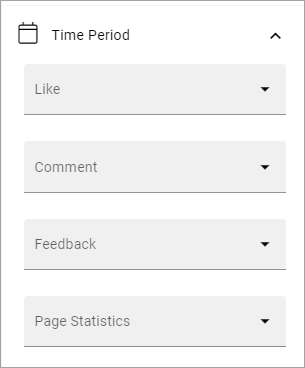 Time Period
Like
Comment
Feedback
Page Statistics